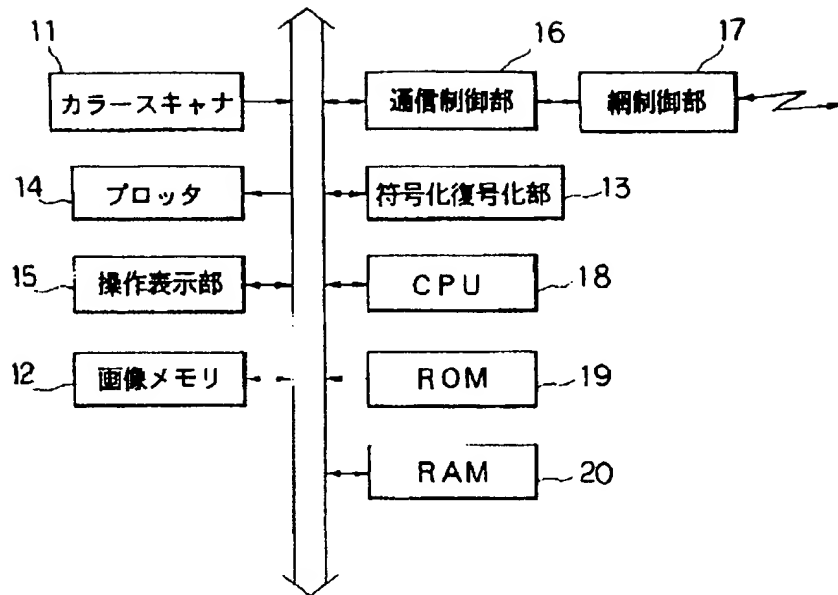 11
カラースキャナ
16
通信制御部
17
網制御部
14
プロッタ
符号化復号化部
13
15
操作表示部
CPU
18
12
画像メモリ
ROM
19
RAM
20